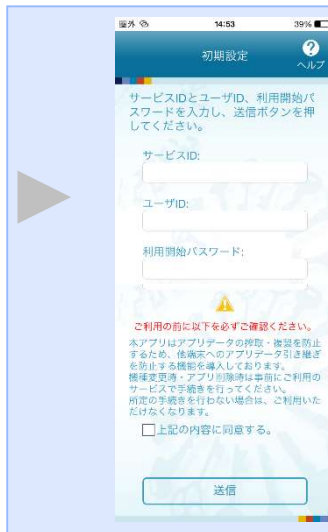 圏外
14:53
39%
初期設定
?
ヘルプ
サービスIDとユーザID、利用開始パ
スワードを入力し、送信ボタンを押
してください。
サービスID:
ユーザID:
利用開始パスワード:
ご利用の前に以下を必ずご確認ください。
本アプリはアプリデータの搾取・複製を防止
するため、他端末へのアプリデータ引き継ぎ
を防止する機能を導入しております。
機種変更時・アプリ削除時は事前にご利用の
サービスで手続きを行ってください。
所定の手続きを行わない場合は、ご利用いた
だけなくなります。
上記の内容に同意する。
送信